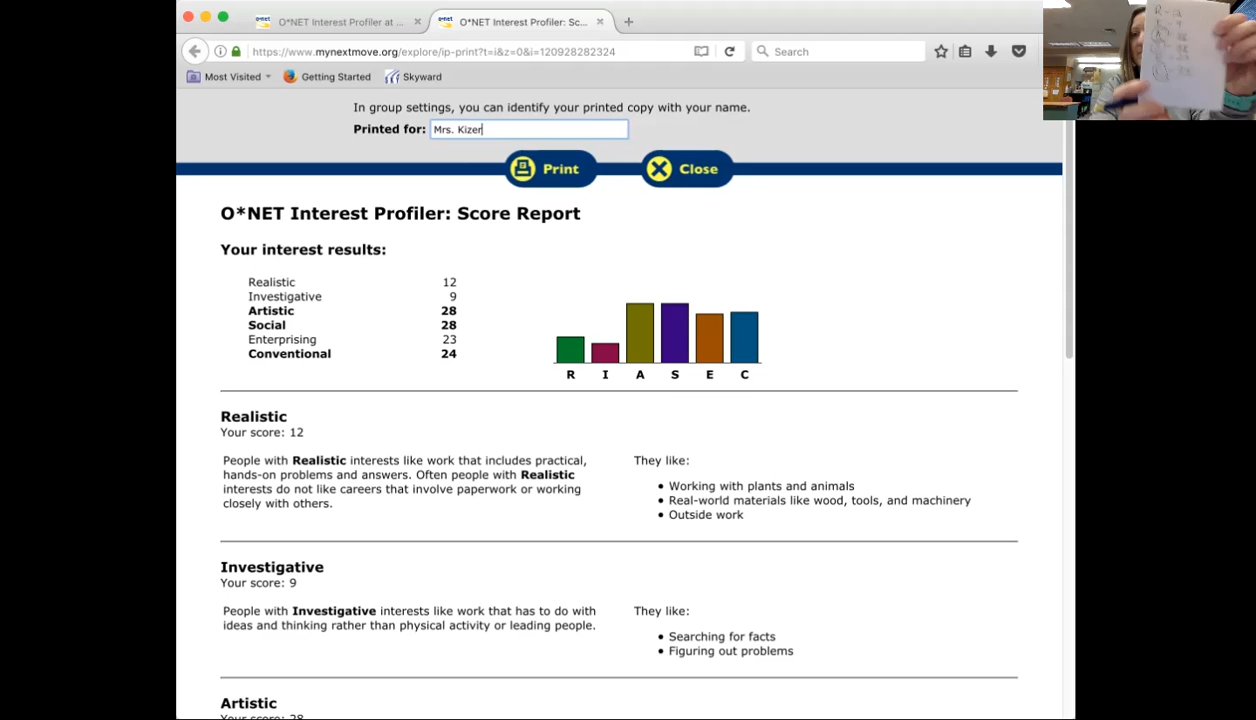 O*NET Interest Profiler at ...
O*NET Interest Profiler: Sc...
https://www.mynextmove.org/explore/ip-print?t=i&z=0&i=120928282324
Search
Most Visited
Getting Started
Skyward
In group settings, you can identify your printed copy with your name.
Printed for: Mrs. Kizer
Print
Close
O*NET Interest Profiler: Score Report
Your interest results:
Realistic 12
Investigative 9
Artistic 28
Social 28
Enterprising 23
Conventional 24
R I A S E C
Realistic
Your score: 12
People with Realistic interests like work that includes practical,
hands-on problems and answers. Often people with Realistic
interests do not like careers that involve paperwork or working
closely with others.
They like:
Working with plants and animals
Real-world materials like wood, tools, and machinery
Outside work
Investigative
Your score: 9
People with Investigative interests like work that has to do with
ideas and thinking rather than physical activity or leading people.
They like:
Searching for facts
Figuring out problems
Artistic
Your score: 28